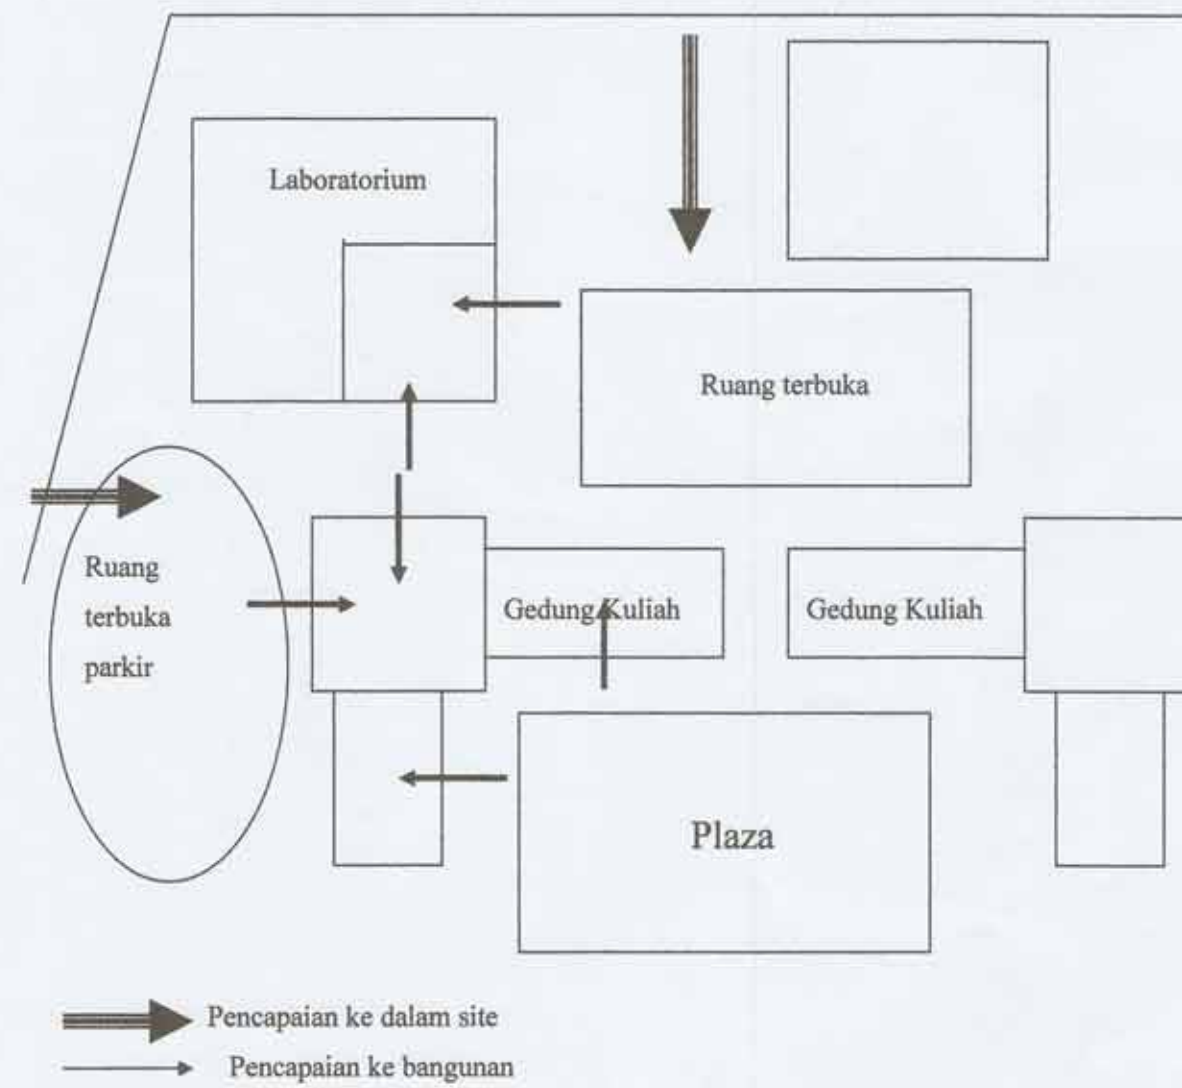 Laboratorium
Ruang terbuka
Ruang
terbuka
parkir
Gedung Kuliah
Gedung Kuliah
Plaza
Pencapaian ke dalam site
Pencapaian ke bangunan